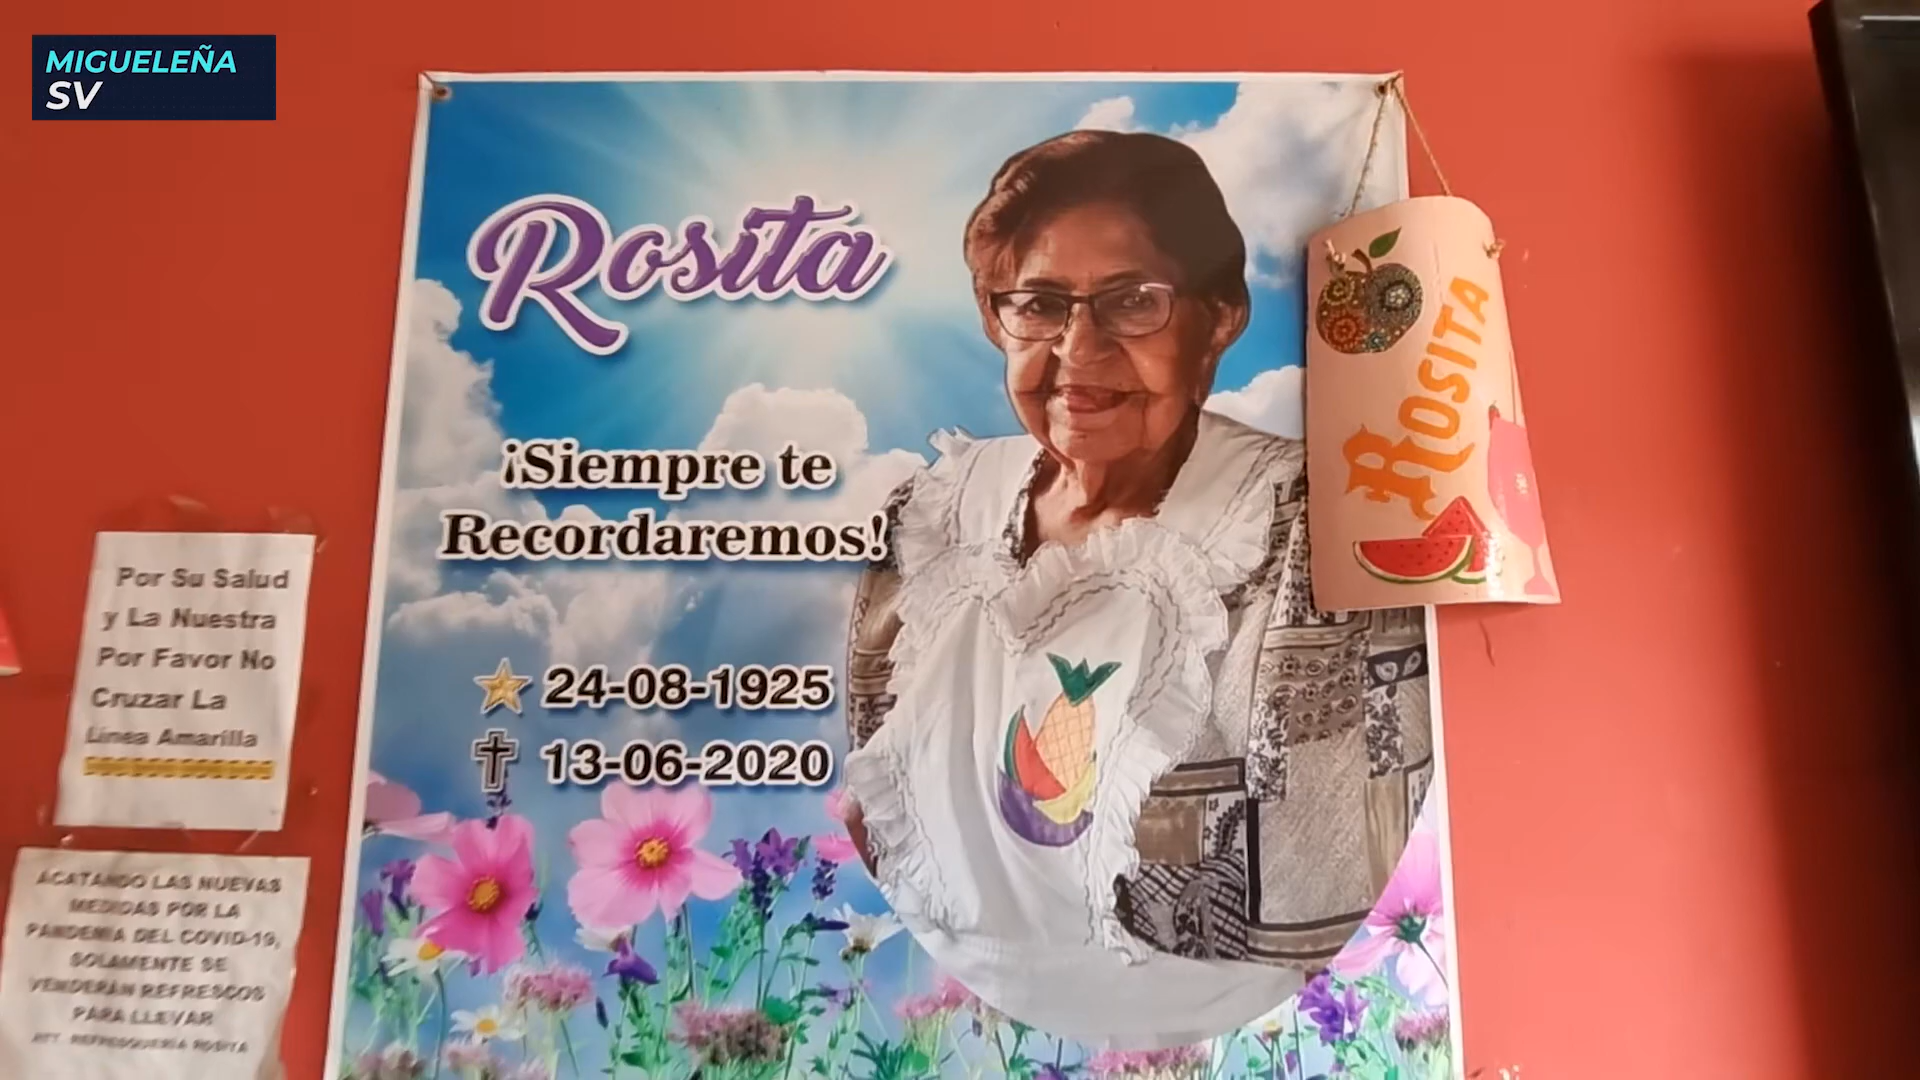 MIGUELEÑA
SV
Rosita
¡Siempre te
Recordaremos!
24-08-1925
13-06-2020
ROSITA
Por Su Salud
y La Nuestra
Por Favor No
Cruzar La
Linea Amarilla
ACATANDO LAS NUEVAS
MEDIDAS POR LA
PANDEMIA DEL COVID-19,
SOLAMENTE SE
VENDERÁN REFRESCOS
PARA LLEVAR
ATT. REFRESQUERIA ROSITA